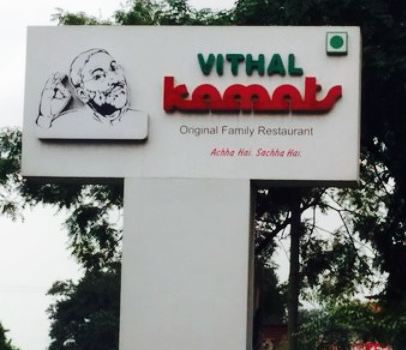 VITHAL
kamats
Original Family Restaurant
Achha Hai. Sachha Hai.